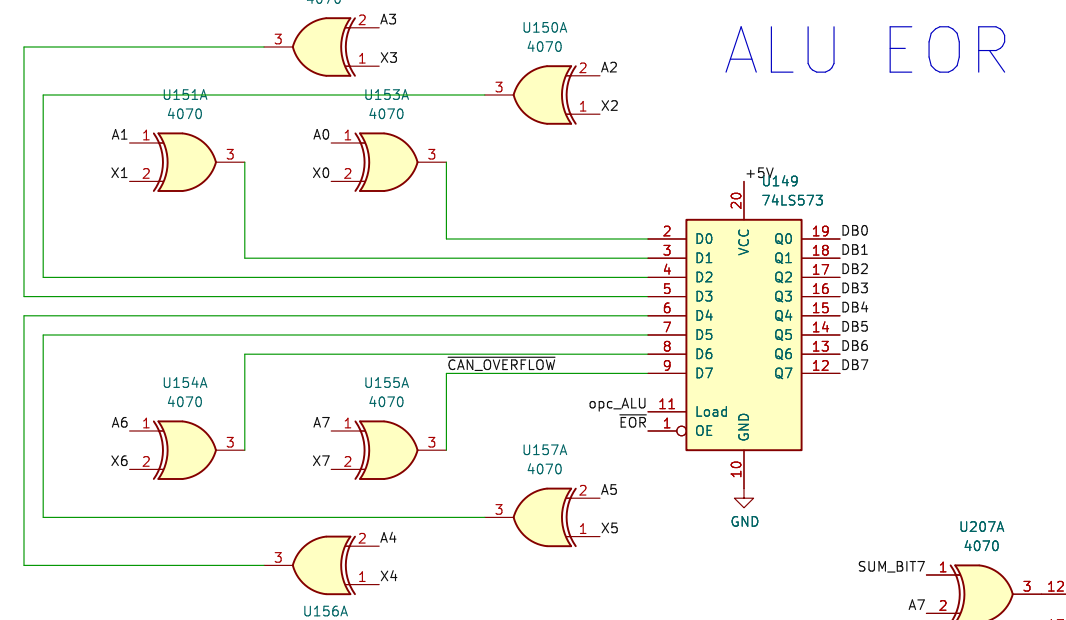 4070
2 A3
3
1 X3
U150A
4070
ALU EOR
2 A2
3
1 X2
U151A
4070
U153A
4070
A1 1
3
X1 2
A0 1
3
X0 2
+5V
U149
74LS573
20
VCC
2 D0 Q0 19 DB0
3 D1 Q1 18 DB1
4 D2 Q2 17 DB2
5 D3 Q3 16 DB3
6 D4 Q4 15 DB4
7 D5 Q5 14 DB5
8 D6 Q6 13 DB6
CAN_OVERFLOW
9 D7 Q7 12 DB7
opc_ALU 11 Load
EOR 1 OE
GND
10
GND
U154A
4070
U155A
4070
A6 1
3
X6 2
A7 1
3
X7 2
U157A
4070
2 A5
3
1 X5
2 A4
3
1 X4
U156A
U207A
4070
SUM_BIT7 1
3 12
A7 2